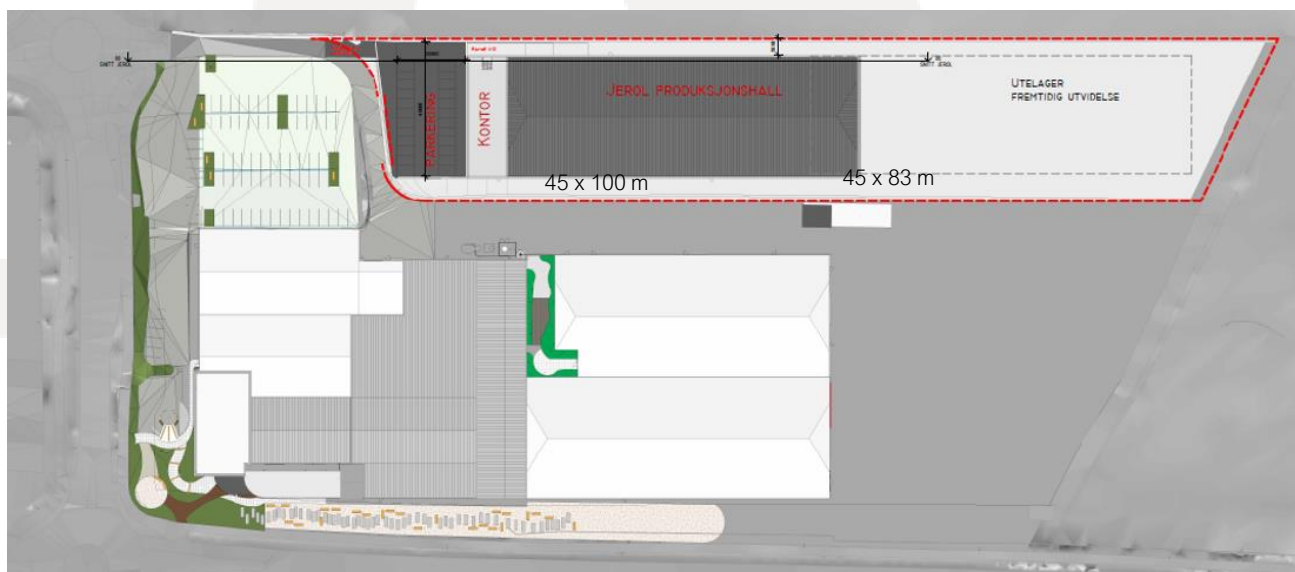 SNITT JEROL
PARKERING
KONTOR
JEROL PRODUKSJONSHALL
SNITT JEROL
UTELAGER
FREMTIDIG UTVIDELSE
45 x 100 m
45 x 83 m